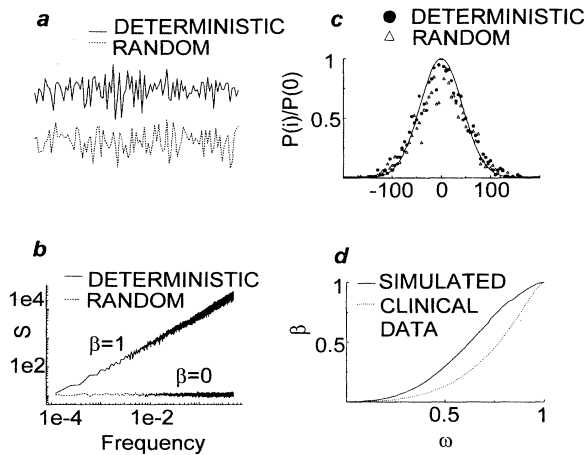 a
DETERMINISTIC
RANDOM
c
DETERMINISTIC
RANDOM
P(i)/P(0)
1
0.5
-100
0
100
b
DETERMINISTIC
RANDOM
S
1e4
1e2
β=1
β=0
1e-4
1e-2
Frequency
d
SIMULATED
CLINICAL
DATA
β
1
0.5
0.5
1
ω